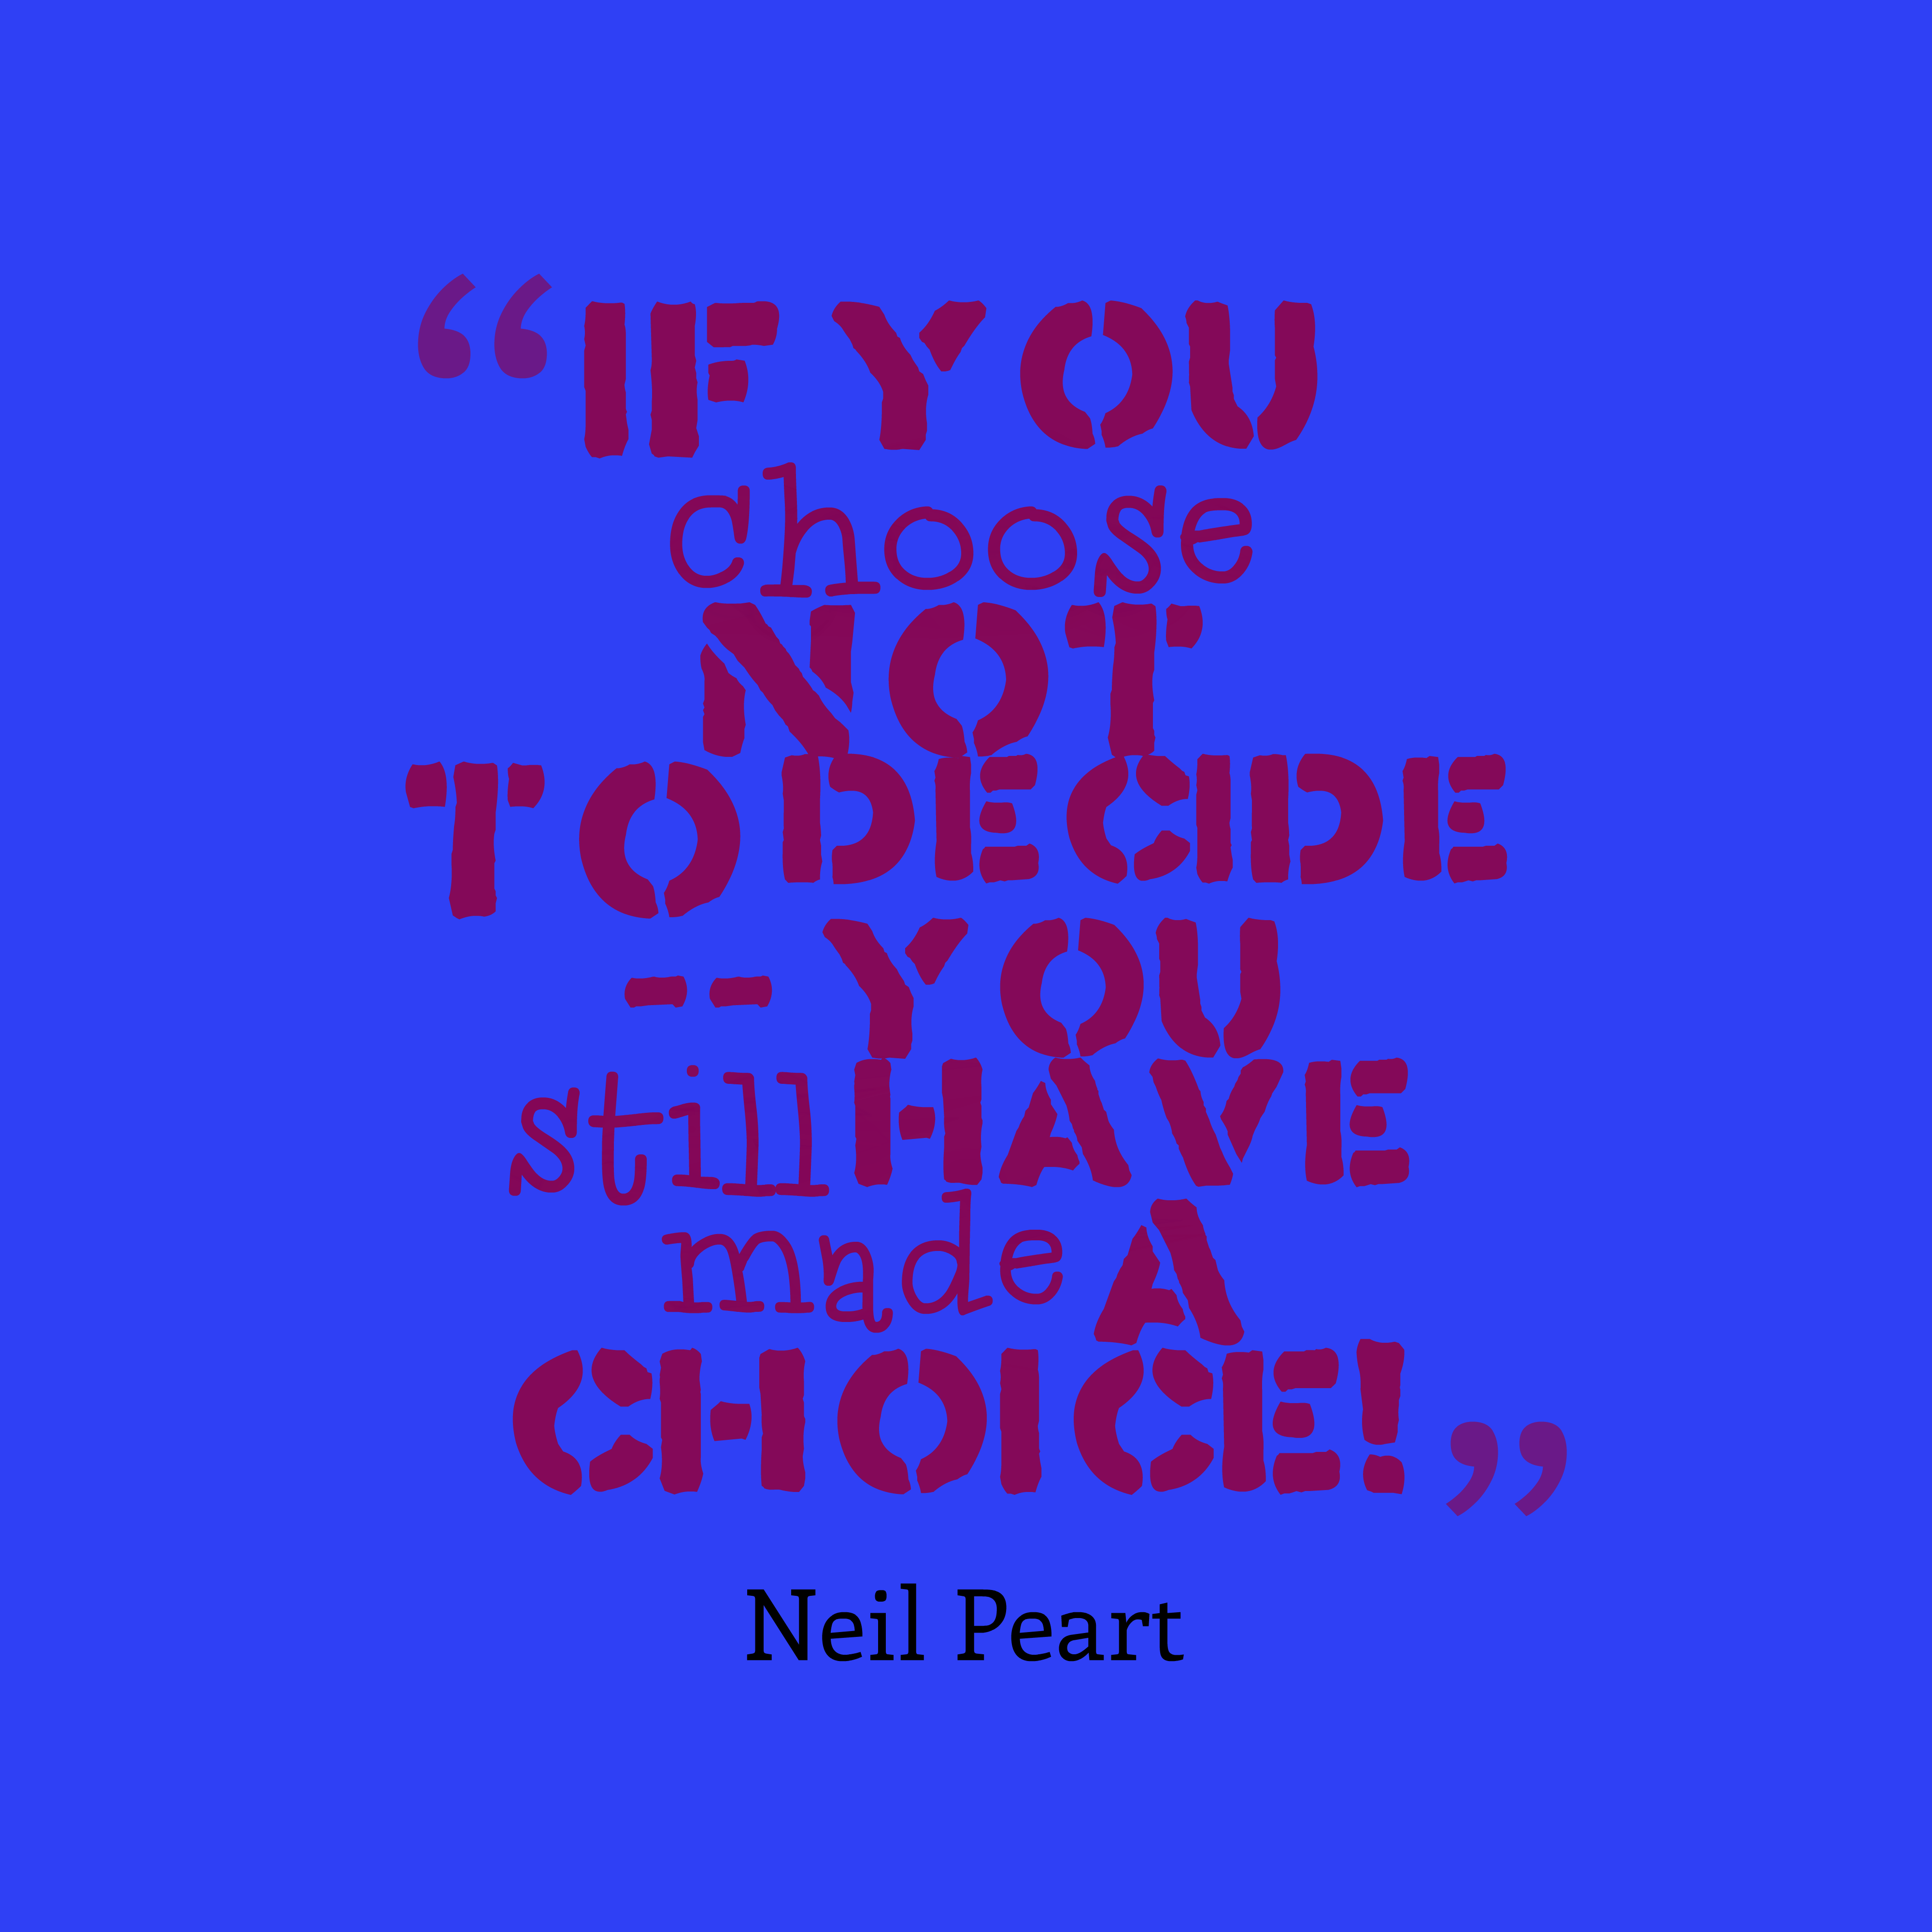 “IF YOU
choose
NOT
TO DECIDE
-- YOU
still HAVE
made A
CHOICE!”
Neil Peart